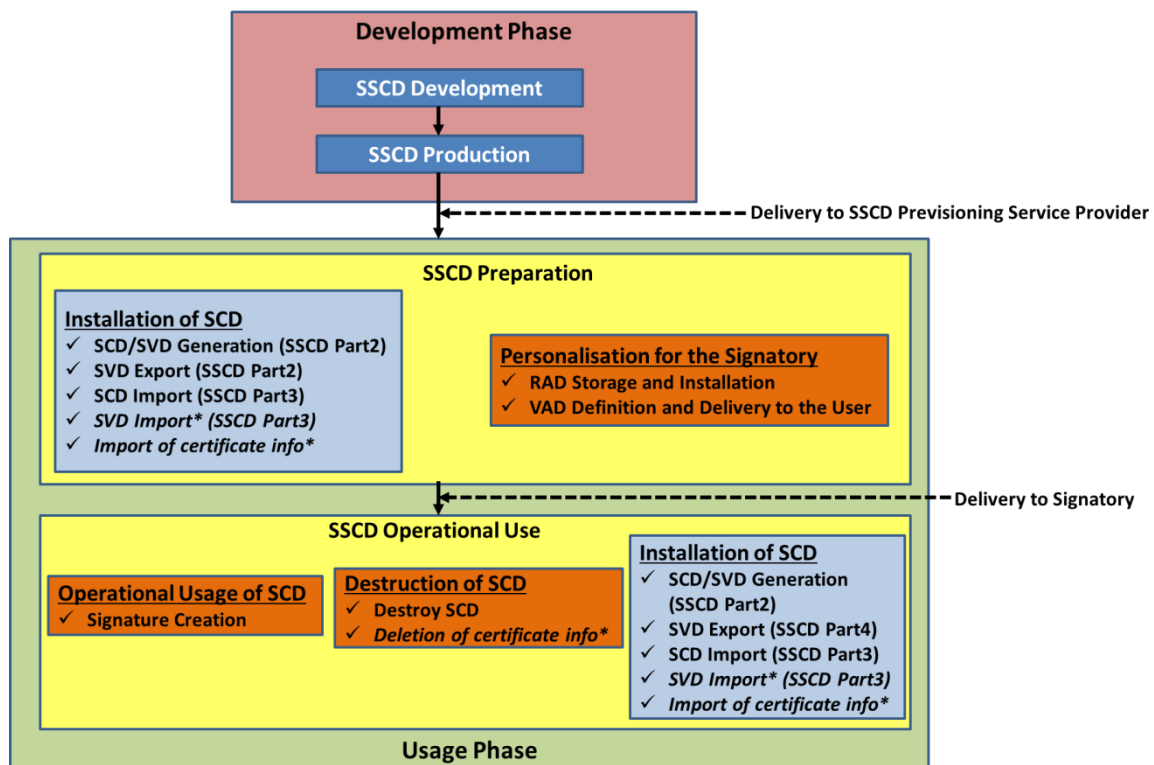 Development Phase
SSCD Development
SSCD Production
Delivery to SSCD Previsioning Service Provider
SSCD Preparation
Installation of SCD
✓ SCD/SVD Generation (SSCD Part2)
✓ SVD Export (SSCD Part2)
✓ SCD Import (SSCD Part3)
✓ SVD Import* (SSCD Part3)
✓ Import of certificate info*
Personalisation for the Signatory
✓ RAD Storage and Installation
✓ VAD Definition and Delivery to the User
Delivery to Signatory
SSCD Operational Use
Operational Usage of SCD
✓ Signature Creation
Destruction of SCD
✓ Destroy SCD
✓ Deletion of certificate info*
Installation of SCD
✓ SCD/SVD Generation
(SSCD Part2)
✓ SVD Export (SSCD Part4)
✓ SCD Import (SSCD Part3)
✓ SVD Import* (SSCD Part3)
✓ Import of certificate info*
Usage Phase